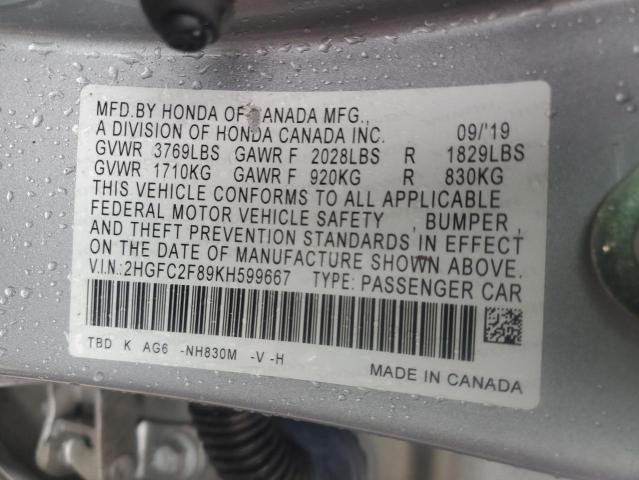 MFD.BY HONDA OF CANADA MFG.,
A DIVISION OF HONDA CANADA INC. 09/'19
GVWR 3769LBS GAWR F 2028LBS R 1829LBS
GVWR 1710KG GAWR F 920KG R 830KG
THIS VEHICLE CONFORMS TO ALL APPLICABLE
FEDERAL MOTOR VEHICLE SAFETY , BUMPER ,
AND THEFT PREVENTION STANDARDS IN EFFECT
ON THE DATE OF MANUFACTURE SHOWN ABOVE.
V.I.N.:2HGFC2F89KH599667 TYPE: PASSENGER CAR
TBD K AG6 -NH830M -V -H
MADE IN CANADA